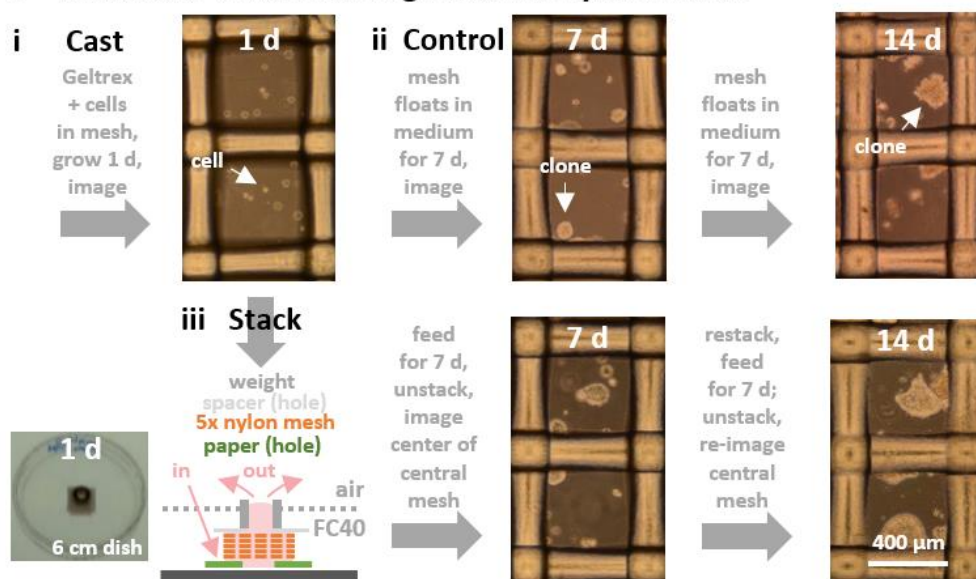 i Cast
Geltrex
+ cells
in mesh,
grow 1 d,
image
1 d
cell
ii Control
mesh
floats in
medium
for 7 d,
image
7 d
clone
mesh
floats in
medium
for 7 d,
image
14 d
clone
iii Stack
1 d
6 cm dish
weight
spacer (hole)
5x nylon mesh
paper (hole)
in
out
air
FC40
feed
for 7 d,
unstack,
image
center of
central
mesh
7 d
restack,
feed
for 7 d;
unstack,
re-image
central
mesh
14 d
400 µm